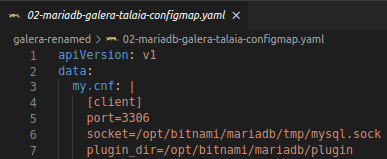 02-mariadb-galera-talaia-configmap.yaml ×
galera-renamed > 02-mariadb-galera-talaia-configmap.yaml
1 apiVersion: v1
2 data:
3 my.cnf: |
4 [client]
5 port=3306
6 socket=/opt/bitnami/mariadb/tmp/mysql.sock
7 plugin_dir=/opt/bitnami/mariadb/plugin